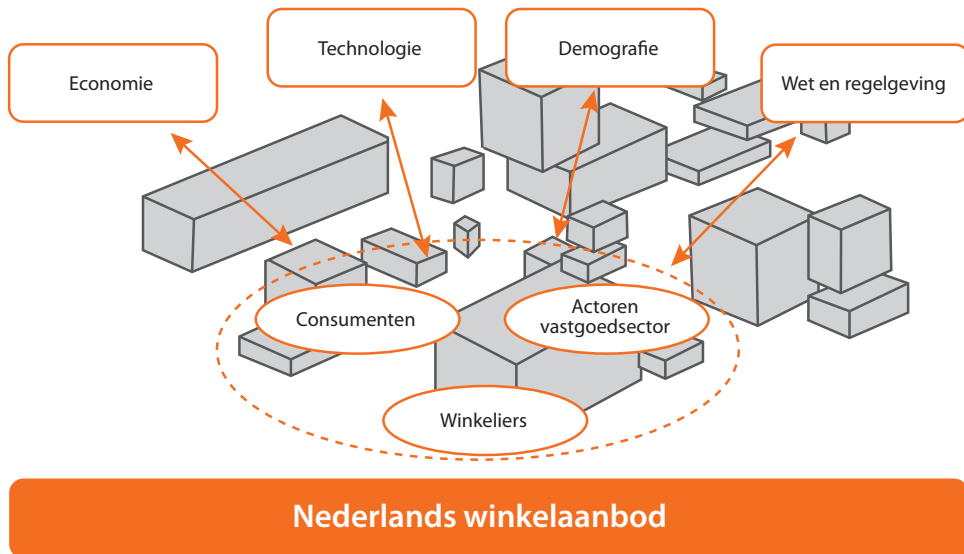 Economie
Technologie
Demografie
Wet en regelgeving
Consumenten
Actoren
vastgoedsector
Winkeliers
Nederlands winkelaanbod